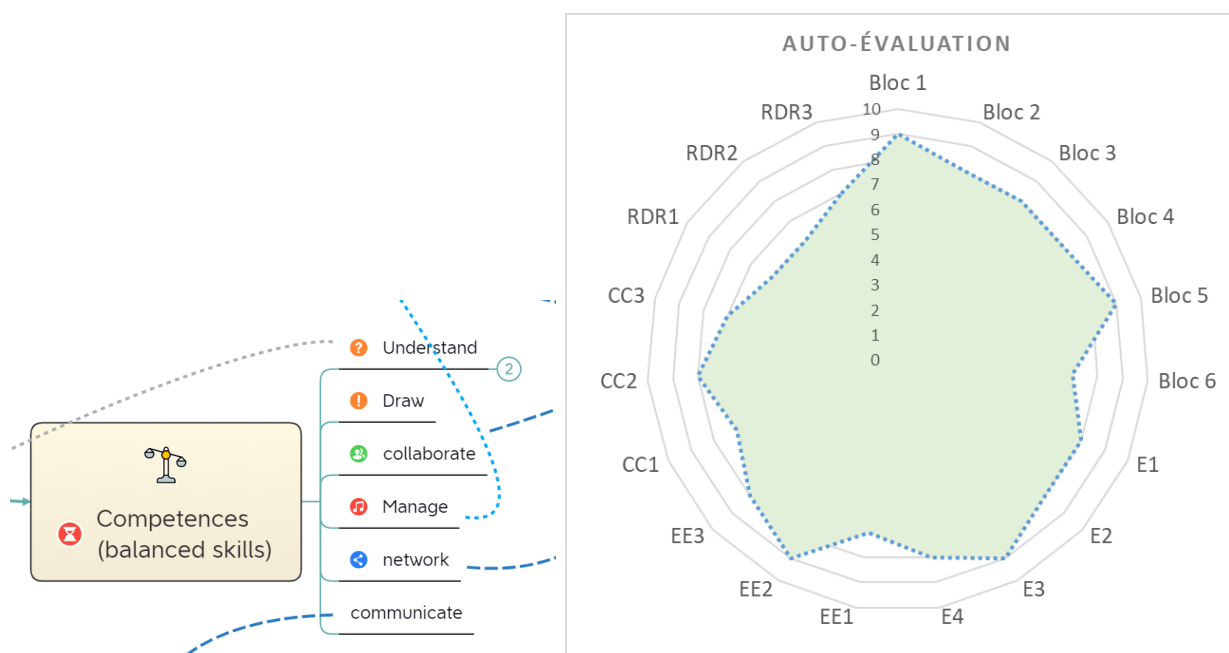 Understand
2
Draw
collaborate
Manage
network
communicate
Competences
(balanced skills)
AUTO-ÉVALUATION
Bloc 1
Bloc 2
Bloc 3
Bloc 4
Bloc 5
Bloc 6
E1
E2
E3
E4
EE1
EE2
EE3
CC1
CC2
CC3
RDR1
RDR2
RDR3
10
9
8
7
6
5
4
3
2
1
0